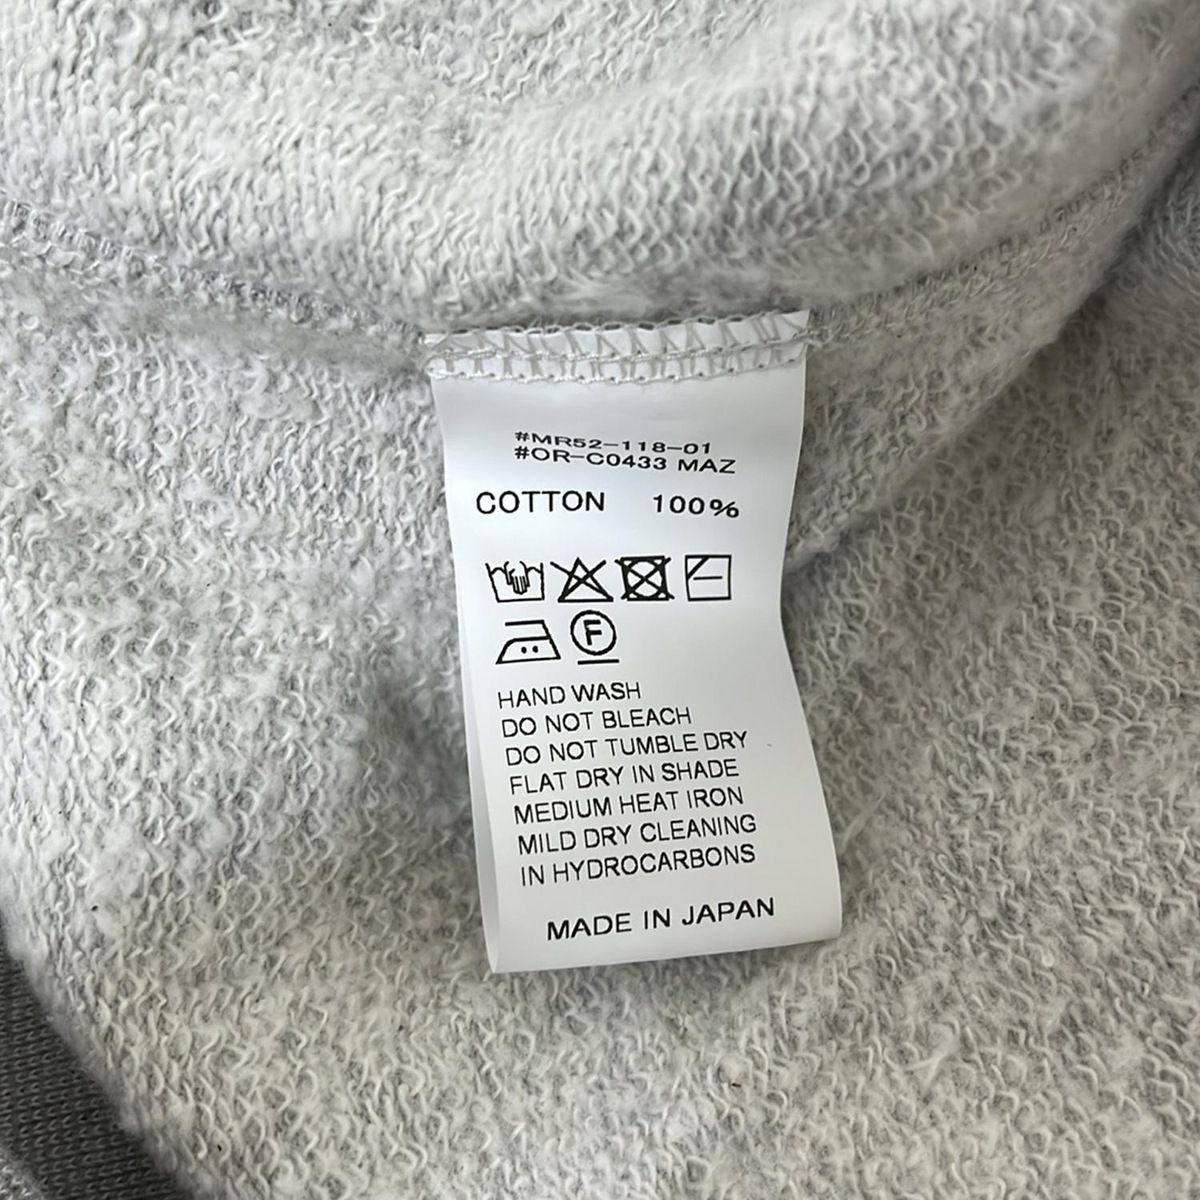 #MR52-118-01
#OR-C0433 MAZ
COTTON 100%
F
HAND WASH
DO NOT BLEACH
DO NOT TUMBLE DRY
FLAT DRY IN SHADE
MEDIUM HEAT IRON
MILD DRY CLEANING
IN HYDROCARBONS
MADE IN JAPAN